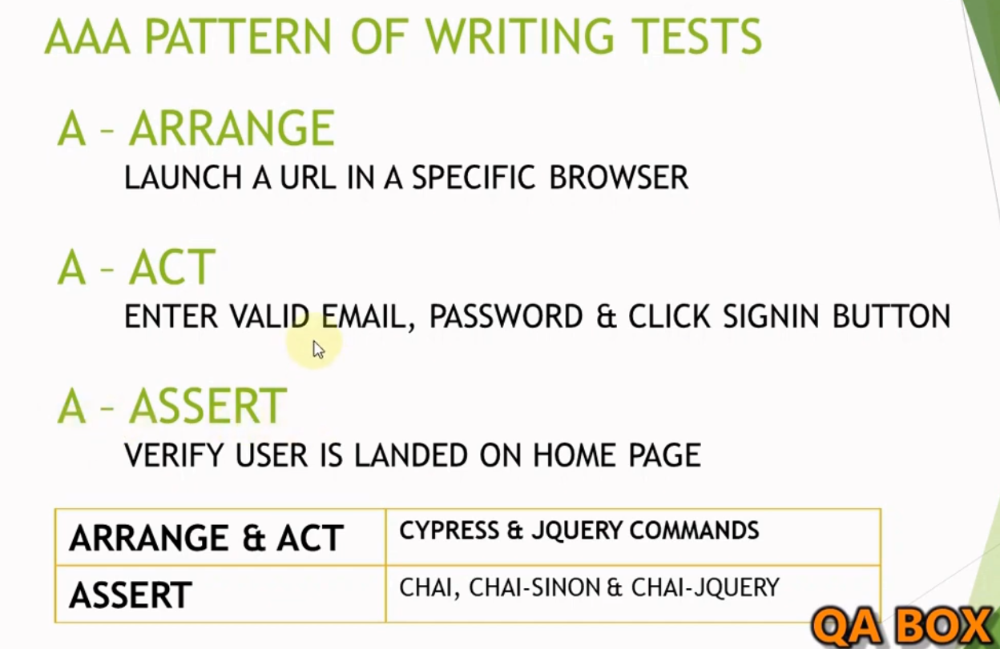 AAA PATTERN OF WRITING TESTS
A – ARRANGE
LAUNCH A URL IN A SPECIFIC BROWSER
A – ACT
ENTER VALID EMAIL, PASSWORD & CLICK SIGNIN BUTTON
A – ASSERT
VERIFY USER IS LANDED ON HOME PAGE
ARRANGE & ACT CYPRESS & JQUERY COMMANDS
ASSERT CHAI, CHAI-SINON & CHAI-JQUERY
QA BOX